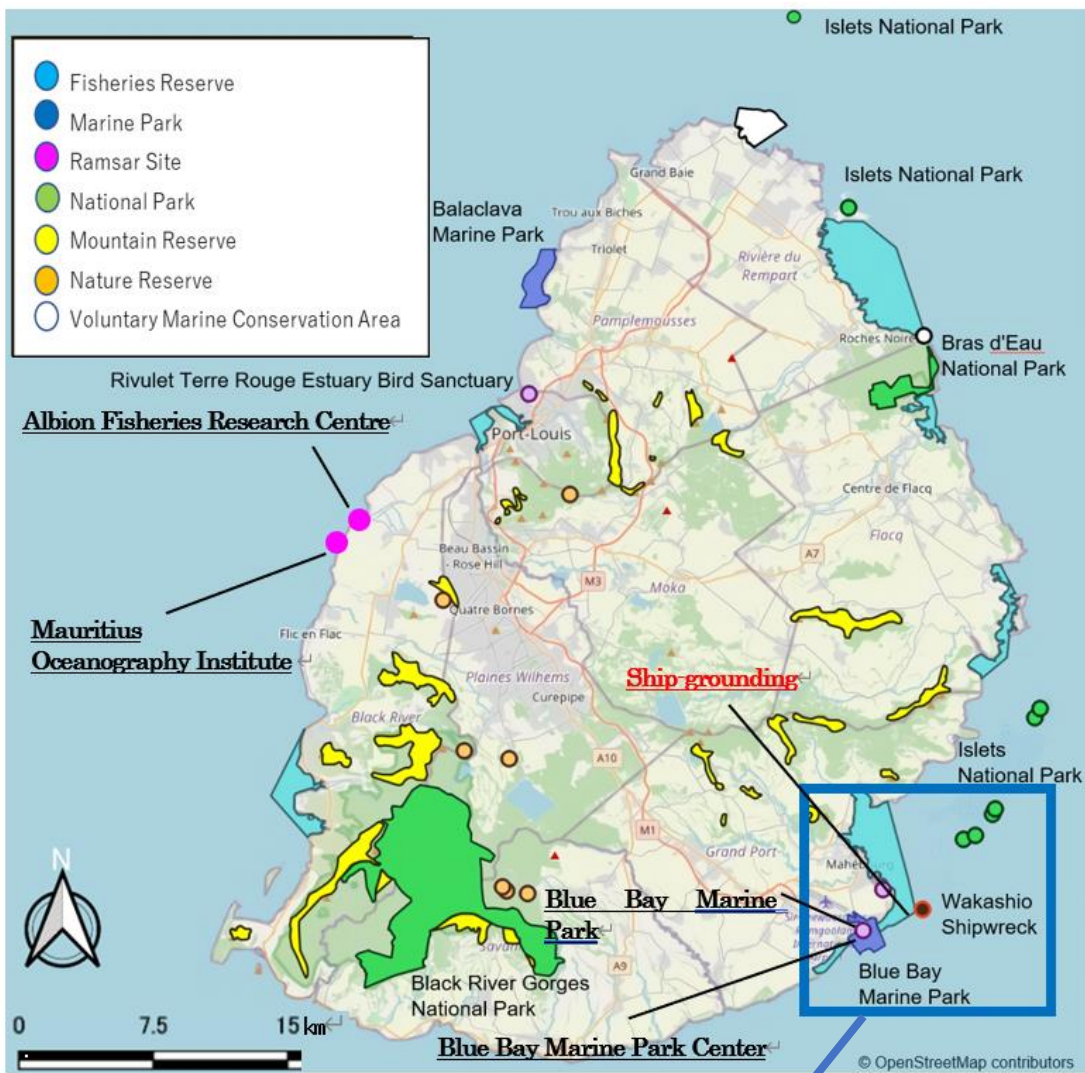 Islets National Park
Fisheries Reserve
Marine Park
Ramsar Site
National Park
Mountain Reserve
Nature Reserve
Voluntary Marine Conservation Area
Grand Baie
Islets National Park
Trou aux Biches
Balaclava
Marine Park
Triolet
Rivière du
Rempart
Pamplemousses
Roches Noire
Bras d'Eau
National Park
Rivulet Terre Rouge Estuary Bird Sanctuary
Albion Fisheries Research Centre
Port-Louis
Centre de Flacq
Flacq
Beau Bassin
- Rose Hill
A7
M3
Moka
Quatre Bornes
Mauritius
Oceanography Institute
Flic en Flac
Ship grounding
Plaines Wilhems
Curepipe
Black River
A10
Islets
National Park
M1
Grand Port
Mahébourg
N
Blue Bay Marine
Park
Wakashio
Shipwreck
Savan
A9
Black River Gorges
National Park
Blue Bay
Marine Park
0 7.5 15 km
Blue Bay Marine Park Center
© OpenStreetMap contributors